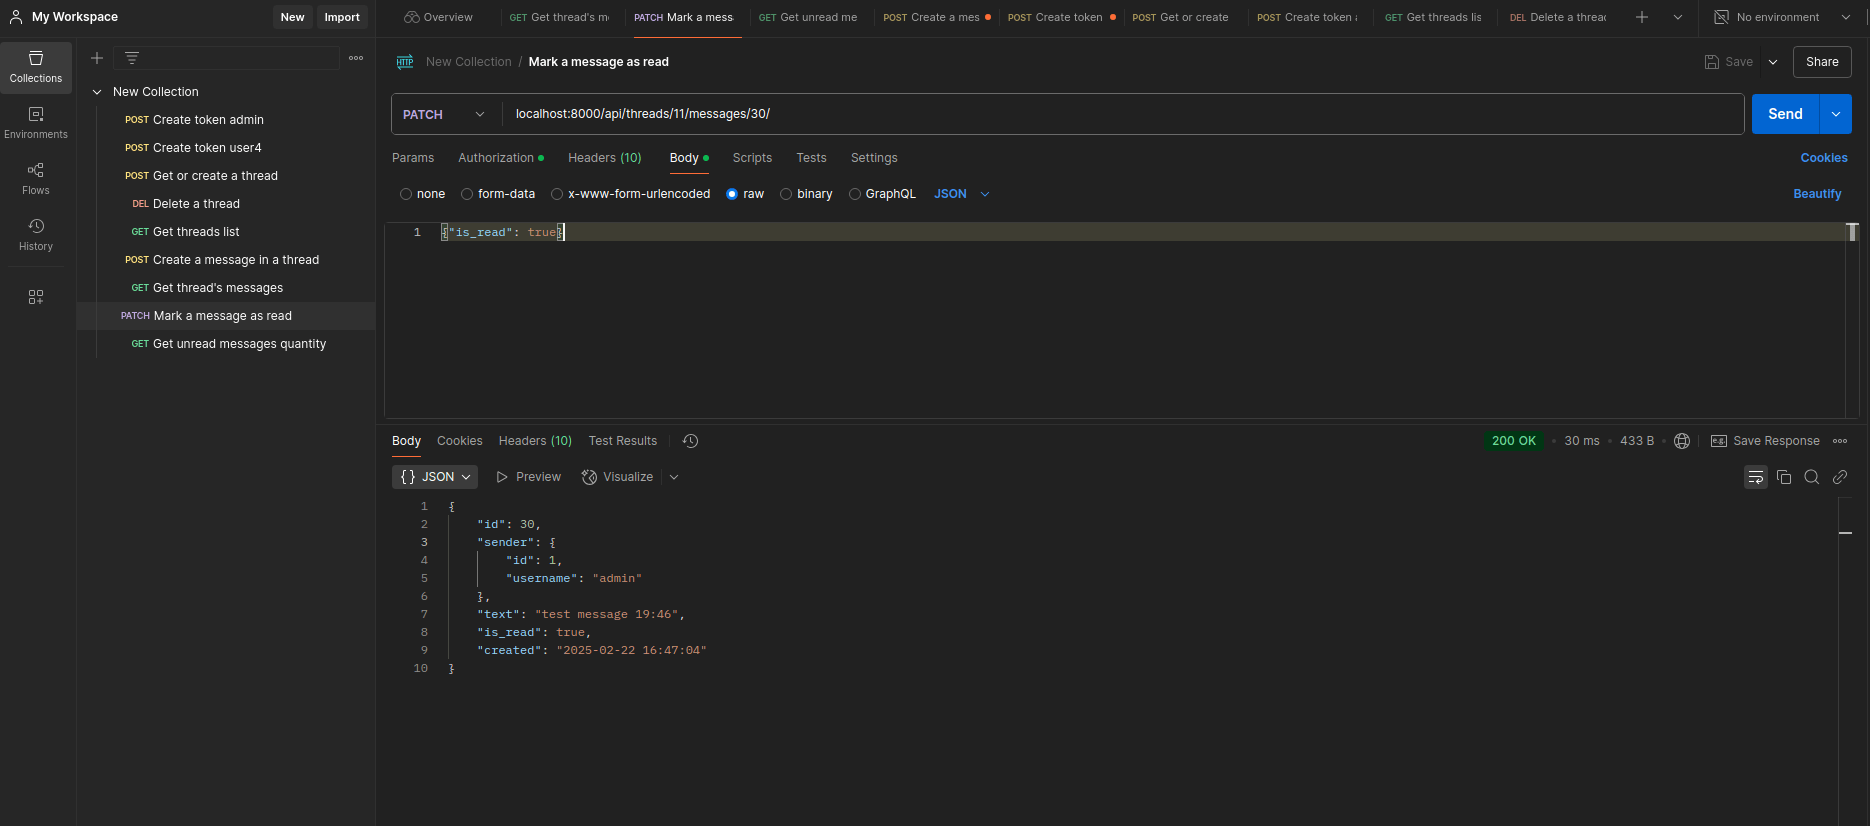 My Workspace New Import
Overview GET Get thread's m PATCH Mark a mess GET Get unread me POST Create a mes POST Create token POST Get or create POST Create token GET Get threads lis DEL Delete a thread No environment
Collections
Environments
Flows
History
New Collection
POST Create token admin
POST Create token user4
POST Get or create a thread
DEL Delete a thread
GET Get threads list
POST Create a message in a thread
GET Get thread's messages
PATCH Mark a message as read
GET Get unread messages quantity
HTTP New Collection / Mark a message as read Save Share
PATCH localhost:8000/api/threads/11/messages/30/ Send
Params Authorization Headers (10) Body Scripts Tests Settings Cookies
none form-data x-www-form-urlencoded raw binary GraphQL JSON Beautify
1 {"is_read": true}
Body Cookies Headers (10) Test Results 200 OK 30 ms 433 B e.g. Save Response
{} JSON Preview Visualize
1 {
2 "id": 30,
3 "sender": {
4 "id": 1,
5 "username": "admin"
6 },
7 "text": "test message 19:46",
8 "is_read": true,
9 "created": "2025-02-22 16:47:04"
10 }